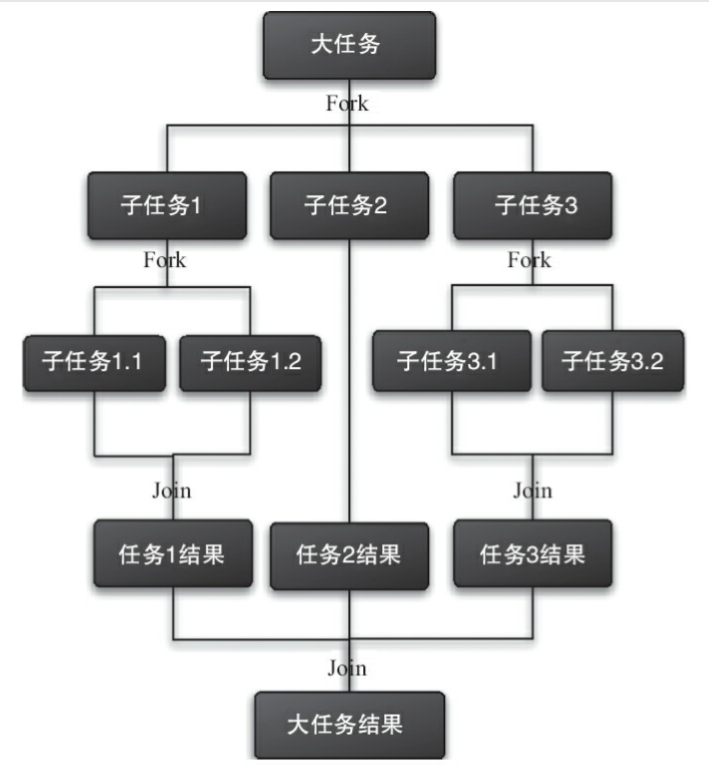 大任务
Fork
子任务1
子任务2
子任务3
Fork
Fork
子任务1.1
子任务1.2
子任务3.1
子任务3.2
Join
Join
任务1结果
任务2结果
任务3结果
Join
大任务结果